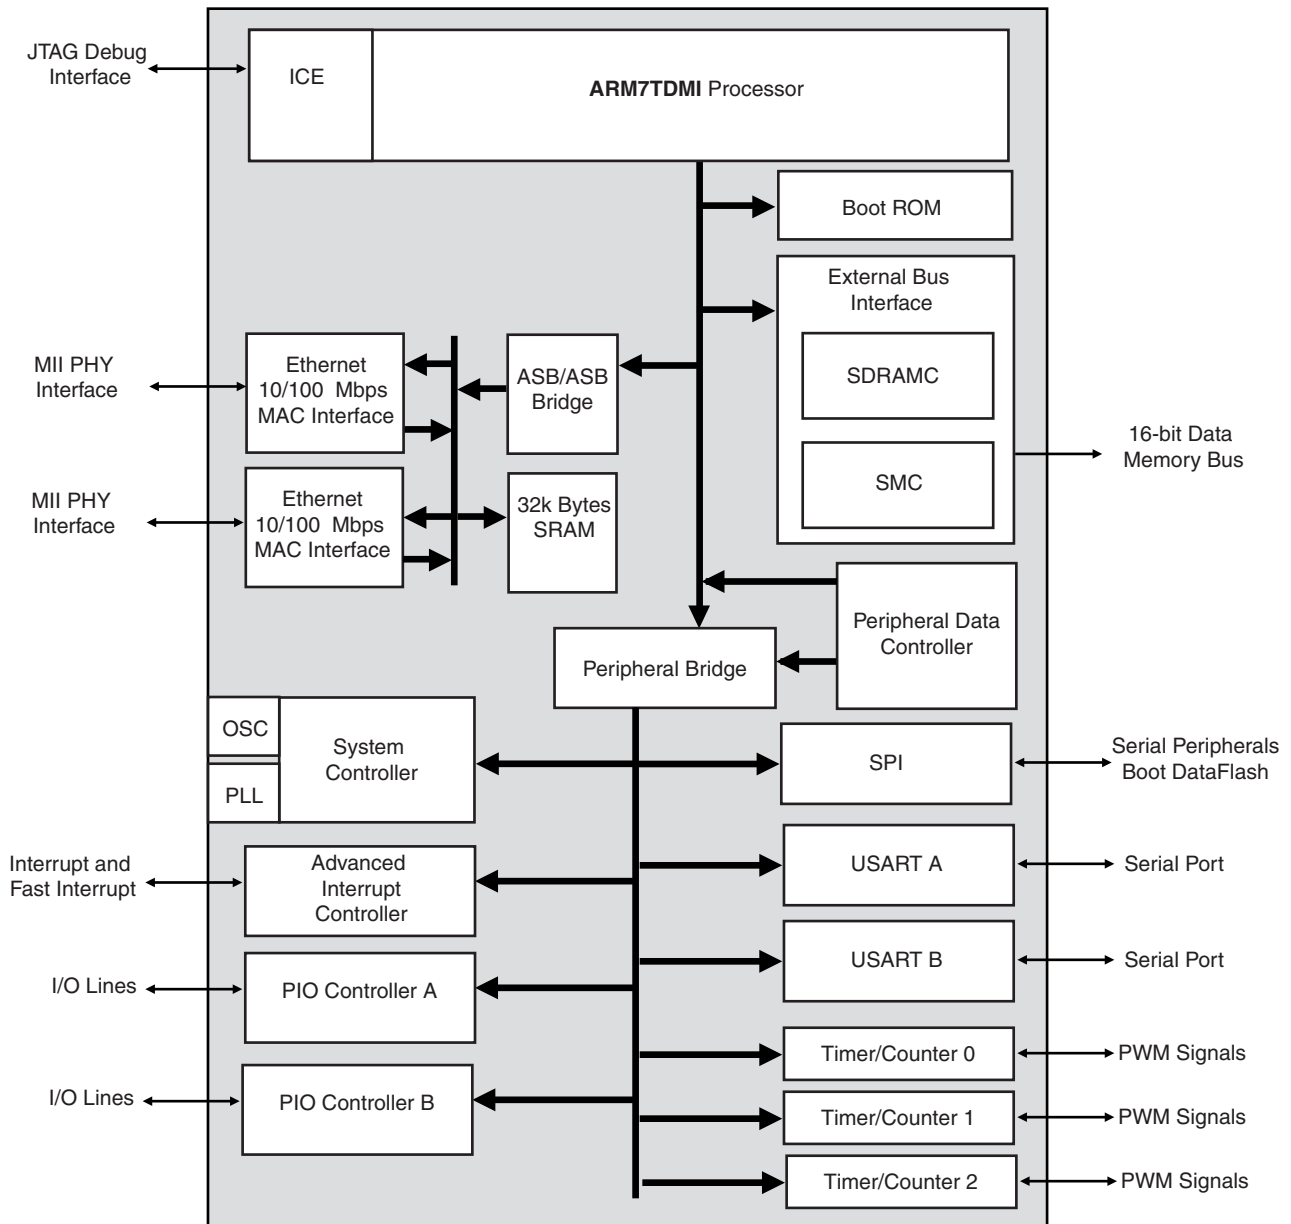 JTAG Debug
Interface
ICE
ARM7TDMI Processor
Boot ROM
External Bus
Interface
SDRAMC
SMC
16-bit Data
Memory Bus
MII PHY
Interface
Ethernet
10/100 Mbps
MAC Interface
ASB/ASB
Bridge
MII PHY
Interface
Ethernet
10/100 Mbps
MAC Interface
32k Bytes
SRAM
Peripheral Data
Controller
Peripheral Bridge
OSC
PLL
System
Controller
SPI
Serial Peripherals
Boot DataFlash
Interrupt and
Fast Interrupt
Advanced
Interrupt
Controller
USART A
Serial Port
I/O Lines
PIO Controller A
USART B
Serial Port
Timer/Counter 0
PWM Signals
I/O Lines
PIO Controller B
Timer/Counter 1
PWM Signals
Timer/Counter 2
PWM Signals